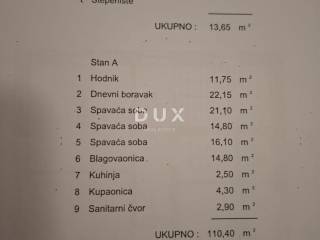 1. Stepenište
UKUPNO : 13,65 m²
Stan A
1 Hodnik 11,75 m²
2 Dnevni boravak 22,15 m²
3 Spavaća soba 21,10 m²
DUX
4 Spavaća soba 14,80 m²
5 Spavaća soba 16,10 m²
6 Blagovaonica 14,80 m²
7 Kuhinja 2,50 m²
8 Kupaonica 4,30 m²
9 Sanitarni čvor 2,90 m²
UKUPNO : 110,40 m²